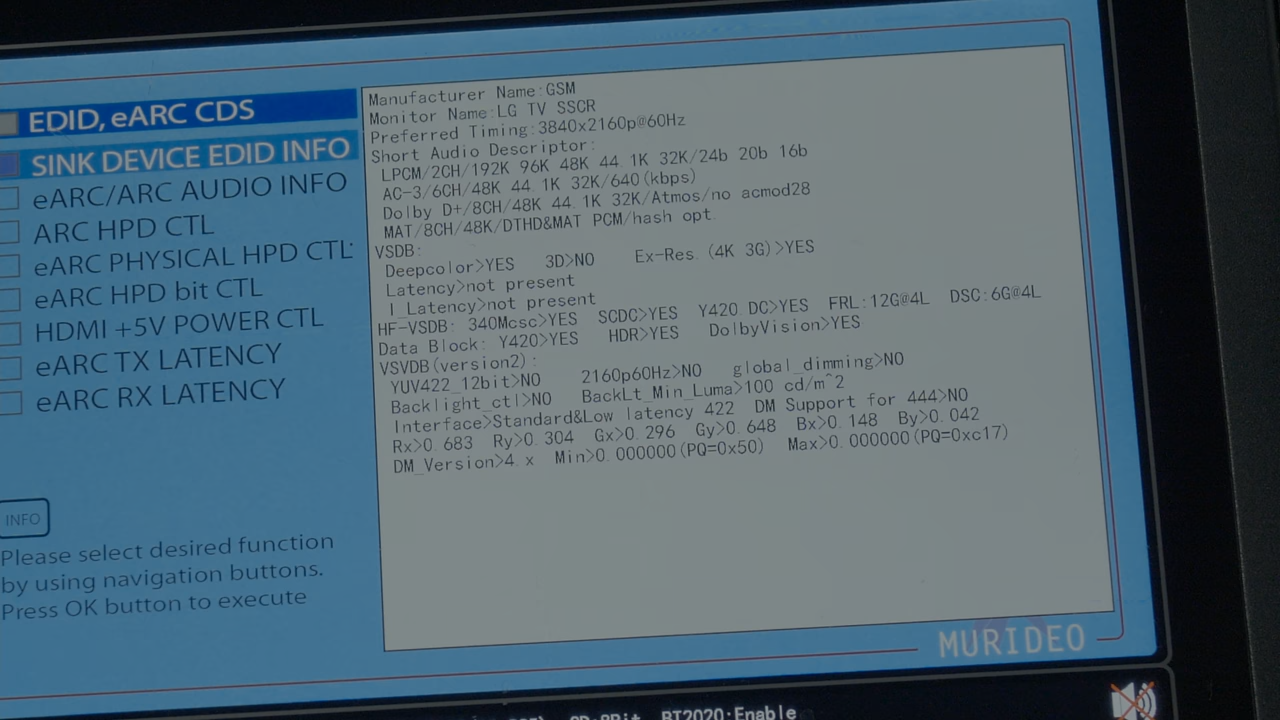 EDID, eARC CDS
SINK DEVICE EDID INFO
eARC/ARC AUDIO INFO
ARC HPD CTL
eARC PHYSICAL HPD CTL
eARC HPD bit CTL
HDMI +5V POWER CTL
eARC TX LATENCY
eARC RX LATENCY
INFO
Please select desired function
by using navigation buttons.
Press OK button to execute
Manufacturer Name:GSM
Monitor Name:LG TV SSCR
Preferred Timing:3840x2160p@60Hz
Short Audio Descriptor:
LPCM/2CH/192K 96K 48K 44.1K 32K/24b 20b 16b
AC-3/6CH/48K 44.1K 32K/640(kbps)
Dolby D+/8CH/48K 44.1K 32K/Atmos/no acmod28
MAT/8CH/48K/DTHD&MAT PCM/hash opt.
VSDB:
Deepcolor>YES 3D>NO Ex-Res.(4K 3G)>YES
Latency>not present
I_Latency>not present
HF-VSDB: 340Mcsc>YES SCDC>YES Y420 DC>YES FRL:12G@4L DSC:6G@4L
Data Block: Y420>YES HDR>YES DolbyVision>YES
VSVDB(version2):
YUV422_12bit>NO 2160p60Hz>NO global_dimming>NO
Backlight_ctl>NO BackLt_Min_Luma>100 cd/m^2
Interface>Standard&Low latency 422 DM Support for 444>NO
Rx>0.683 Ry>0.304 Gx>0.296 Gy>0.648 Bx>0.148 By>0.042
DM_Version>4.x Min>0.000000(PQ=0x50) Max>0.000000(PQ=0xc17)
MURIDEO
BT2020:Enable